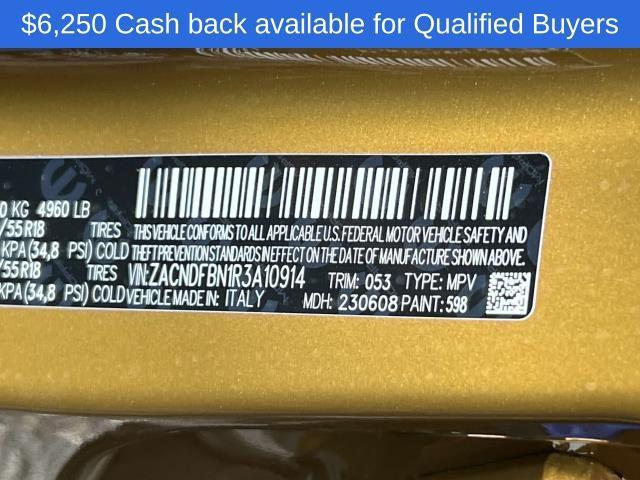 $6,250 Cash back available for Qualified Buyers
0 KG 4960 LB
/55R18 TIRES
KPA(34,8 PSI) COLD
/55R18 TIRES
KPA(34,8 PSI) COLD
THIS VEHICLE CONFORMS TO ALL APPLICABLE U.S. FEDERAL MOTOR VEHICLE SAFETY AND
THEFT PREVENTION STANDARDS IN EFFECT ON THE DATE OF MANUFACTURE SHOWN ABOVE.
VIN:ZACNDFBN1R3A10914 TRIM: 053 TYPE: MPV
VEHICLE MADE IN: ITALY MDH: 230608 PAINT: 598